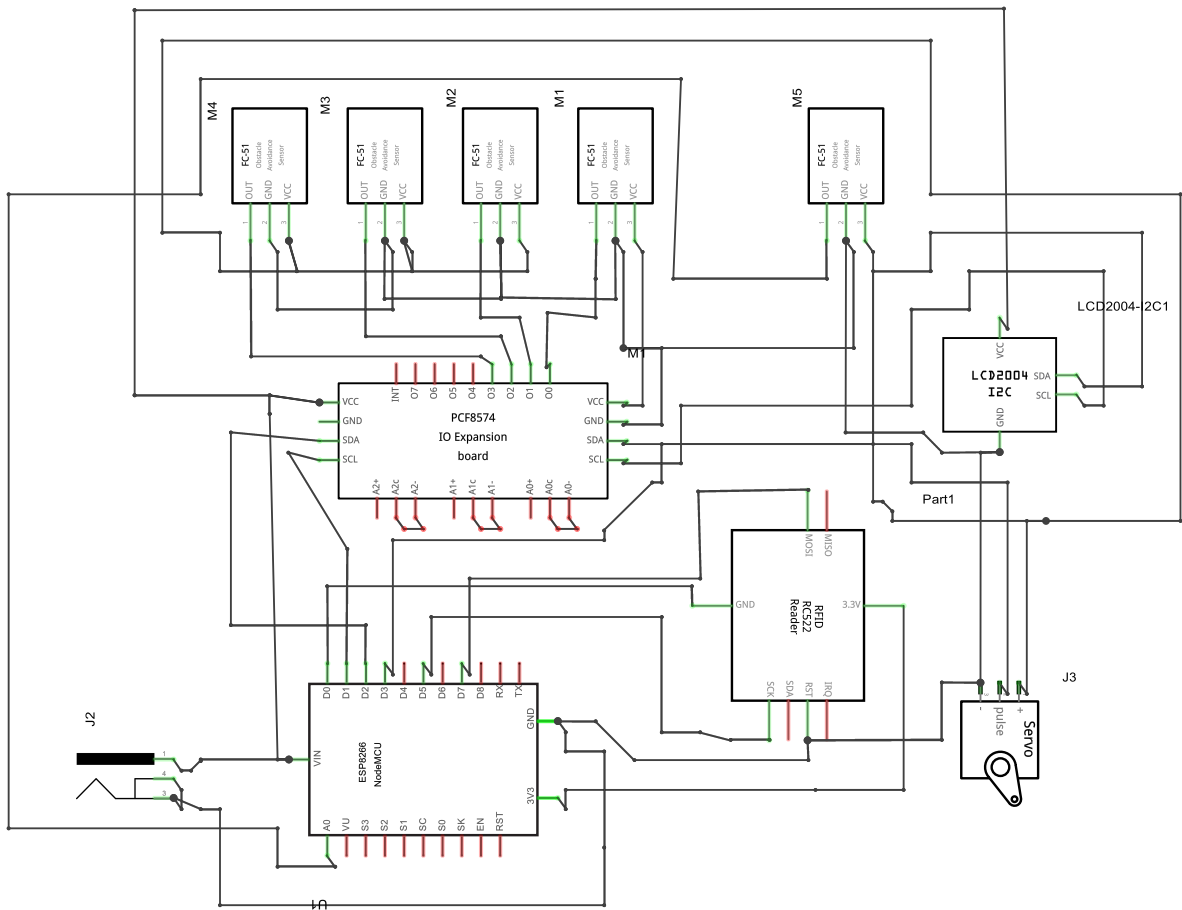 M4
M3
M2
M1
M5
FC-51
Obstacle
Avoidance
Sensor
OUT
GND
VCC
1
2
3
FC-51
Obstacle
Avoidance
Sensor
OUT
GND
VCC
1
2
3
FC-51
Obstacle
Avoidance
Sensor
OUT
GND
VCC
1
2
3
FC-51
Obstacle
Avoidance
Sensor
OUT
GND
VCC
1
2
3
FC-51
Obstacle
Avoidance
Sensor
OUT
GND
VCC
1
2
3
LCD2004-I2C1
VCC
LCD2004
I2C
SDA
SCL
GND
M1
INT
O7
O6
O5
O4
O3
O2
O1
O0
VCC
GND
SDA
SCL
PCF8574
IO Expansion
board
VCC
GND
SDA
SCL
A2+
A2c
A2-
A1+
A1c
A1-
A0+
A0c
A0-
Part1
MOSI
MISO
GND
RFID
RC522
Reader
3.3V
SCK
SDA
RST
IRQ
D0
D1
D2
D3
D4
D5
D6
D7
D8
RX
TX
VIN
ESP8266
NodeMCU
GND
3V3
A0
VU
S3
S2
S1
SC
S0
SK
EN
RST
U1
J2
1
4
3
J3
-
pulse
+
Servo